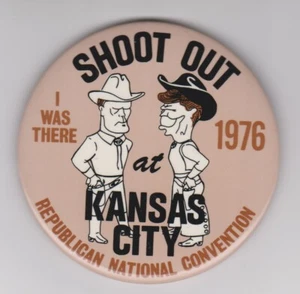 SHOOT OUT
I
WAS
THERE
1976
at
KANSAS
CITY
REPUBLICAN NATIONAL CONVENTION